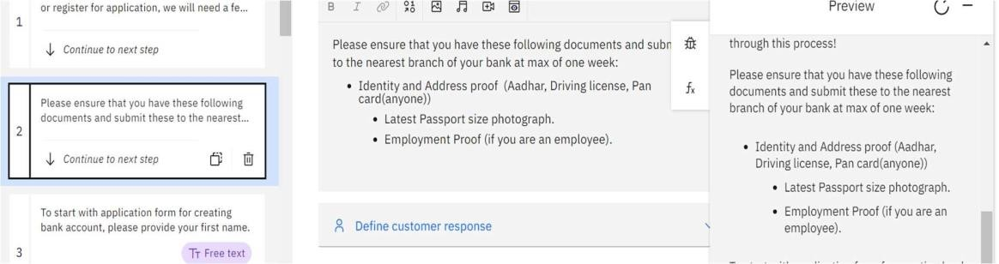 or register for application, we will need a fe...
1
Continue to next step
Please ensure that you have these following
documents and submit these to the nearest...
2
Continue to next step
To start with application form for creating
bank account, please provide your first name.
3
Free text
B I
Please ensure that you have these following documents and
to the nearest branch of your bank at max of one week:
• Identity and Address proof (Aadhar, Driving license, Pan
card(anyone))
• Latest Passport size photograph.
• Employment Proof (if you are an employee).
Define customer response
fx
Preview
through this process!
Please ensure that you have these following
documents and submit these to the nearest
branch of your bank at max of one week:
• Identity and Address proof (Aadhar,
Driving license, Pan card(anyone))
• Latest Passport size photograph.
• Employment Proof (if you are an
employee).